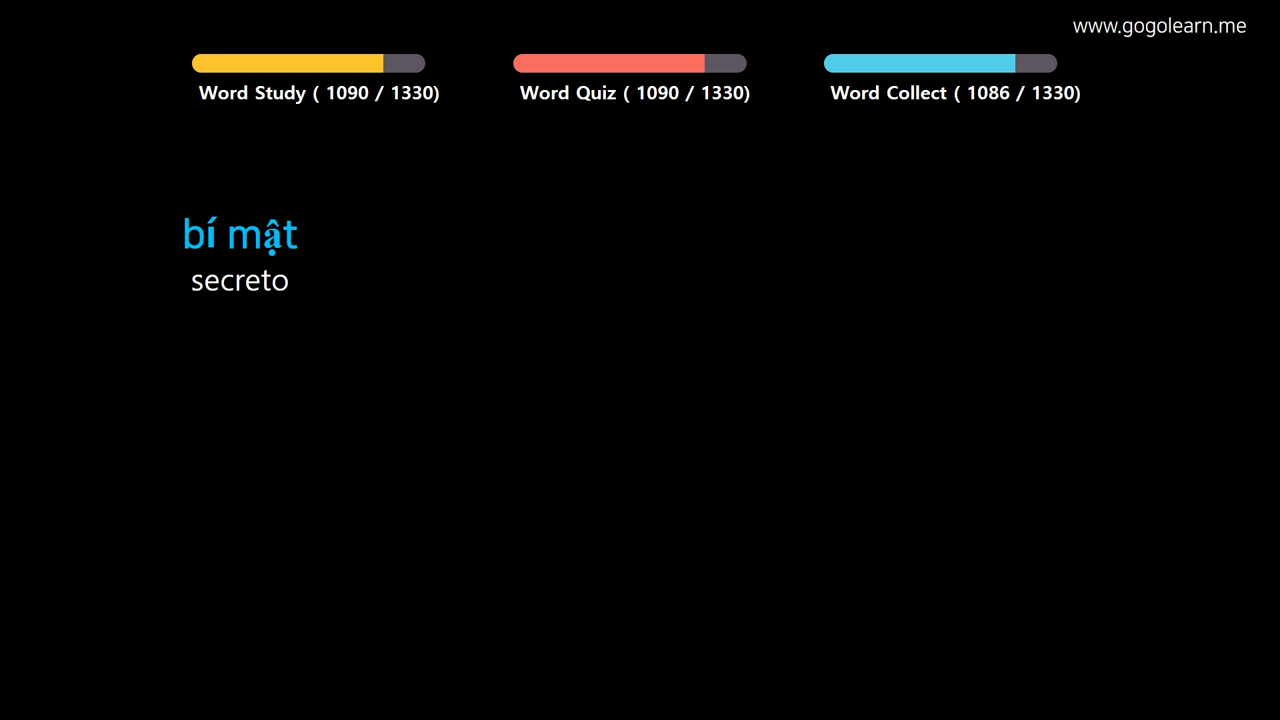 www.gogolearn.me
Word Study ( 1090 / 1330)
Word Quiz ( 1090 / 1330)
Word Collect ( 1086 / 1330)
bí mật
secreto